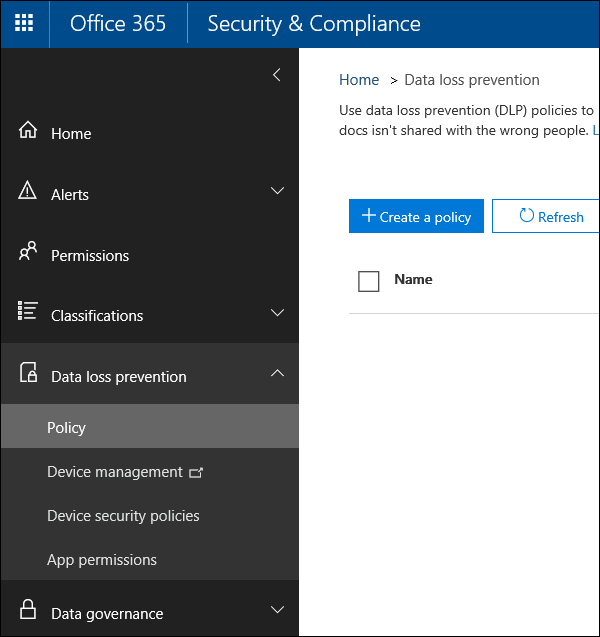 Office 365
Security & Compliance
Home
Alerts
Permissions
Classifications
Data loss prevention
Policy
Device management
Device security policies
App permissions
Data governance
Home > Data loss prevention
Use data loss prevention (DLP) policies to
docs isn't shared with the wrong people. L
+ Create a policy
Refresh
Name